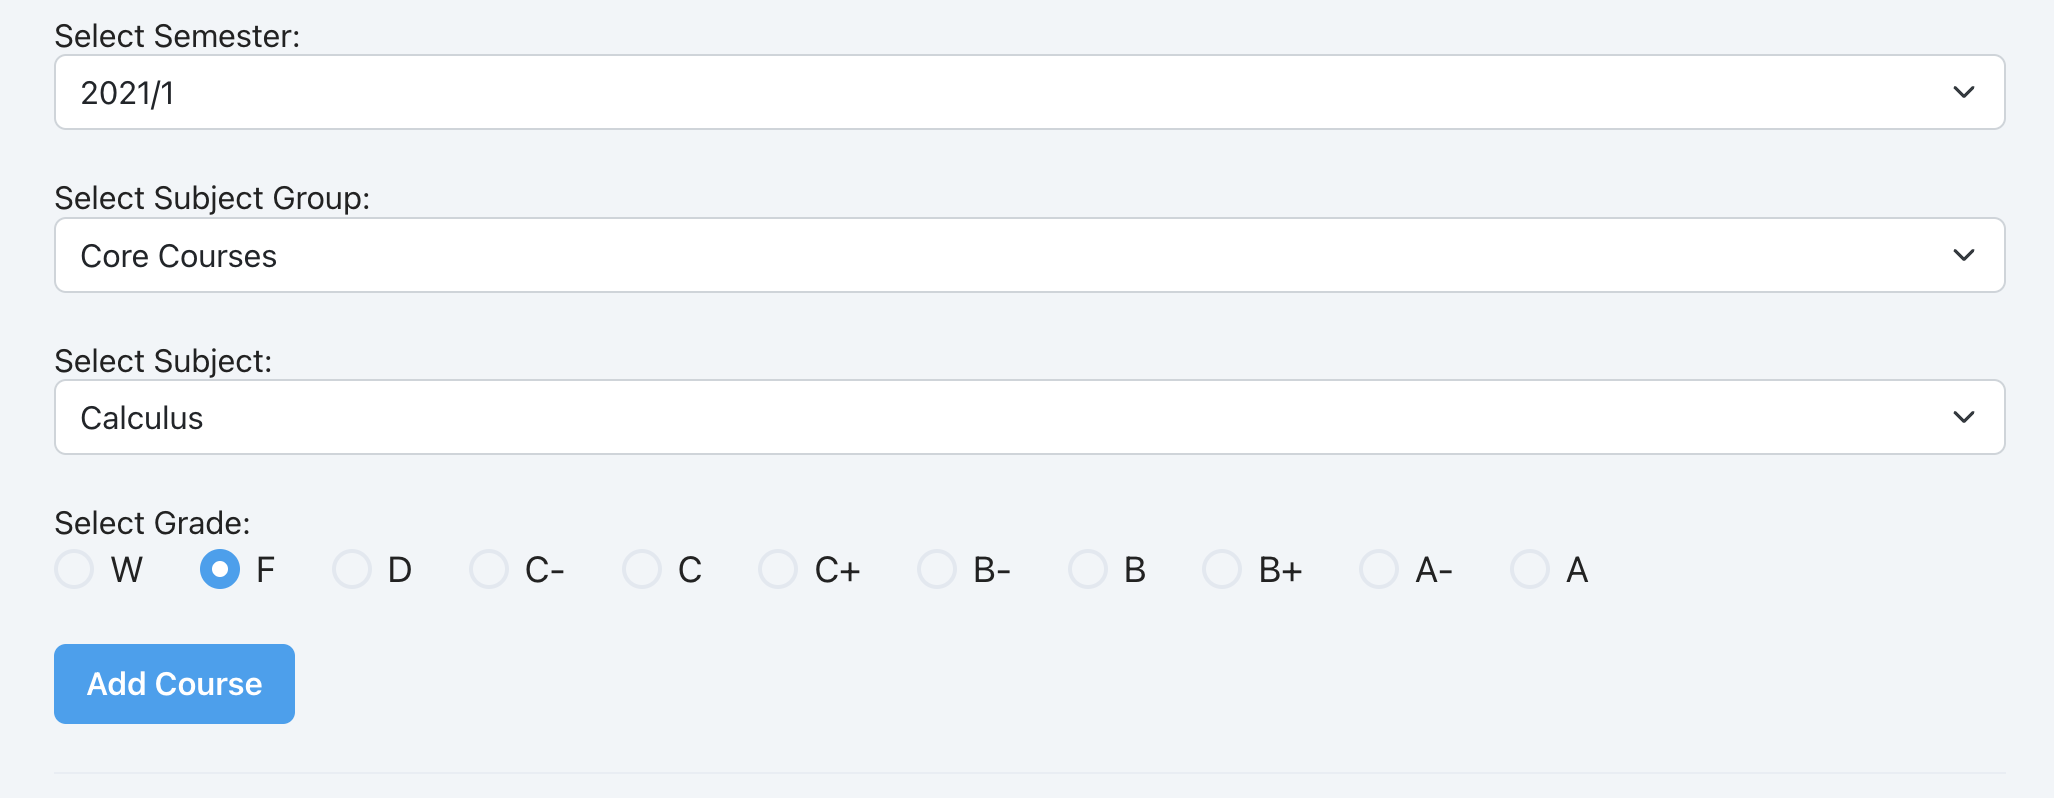 Select Semester:
2021/1
Select Subject Group:
Core Courses
Select Subject:
Calculus
Select Grade:
W F D C- C C+ B- B B+ A- A
Add Course